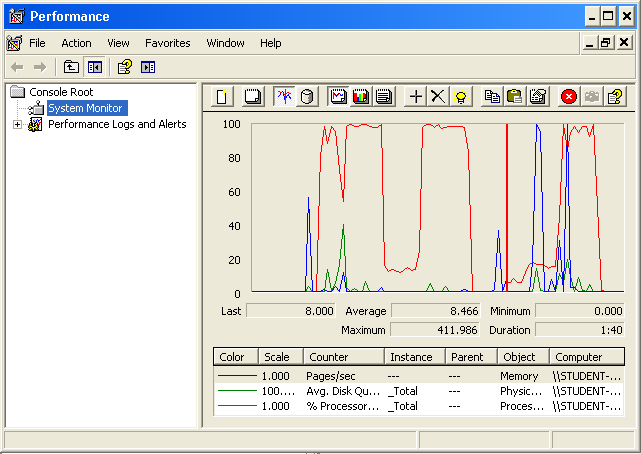 Performance
File Action View Favorites Window Help
Console Root
System Monitor
Performance Logs and Alerts
100
80
60
40
20
0
Last 8.000 Average 8.466 Minimum 0.000
Maximum 411.986 Duration 1:40
Color Scale Counter Instance Parent Object Computer
1.000 Pages/sec --- --- Memory \\STUDENT-...
100.... Avg. Disk Qu... _Total --- Physic... \\STUDENT-...
1.000 % Processor... _Total --- Proces... \\STUDENT-...